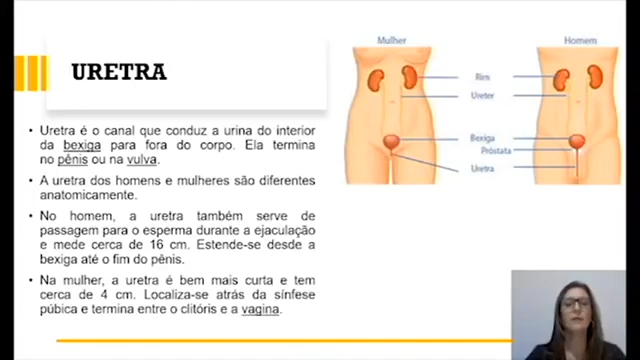 URETRA
• Uretra é o canal que conduz a urina do interior
da bexiga para fora do corpo. Ela termina
no pênis ou na vulva.
• A uretra dos homens e mulheres são diferentes
anatomicamente.
• No homem, a uretra também serve de
passagem para o esperma durante a ejaculação
e mede cerca de 16 cm. Estende-se desde a
bexiga até o fim do pênis.
• Na mulher, a uretra é bem mais curta e tem
cerca de 4 cm. Localiza-se atrás da sínfise
púbica e termina entre o clitóris e a vagina.
Mulher
Homem
Rim
Ureter
Bexiga
Próstata
Uretra